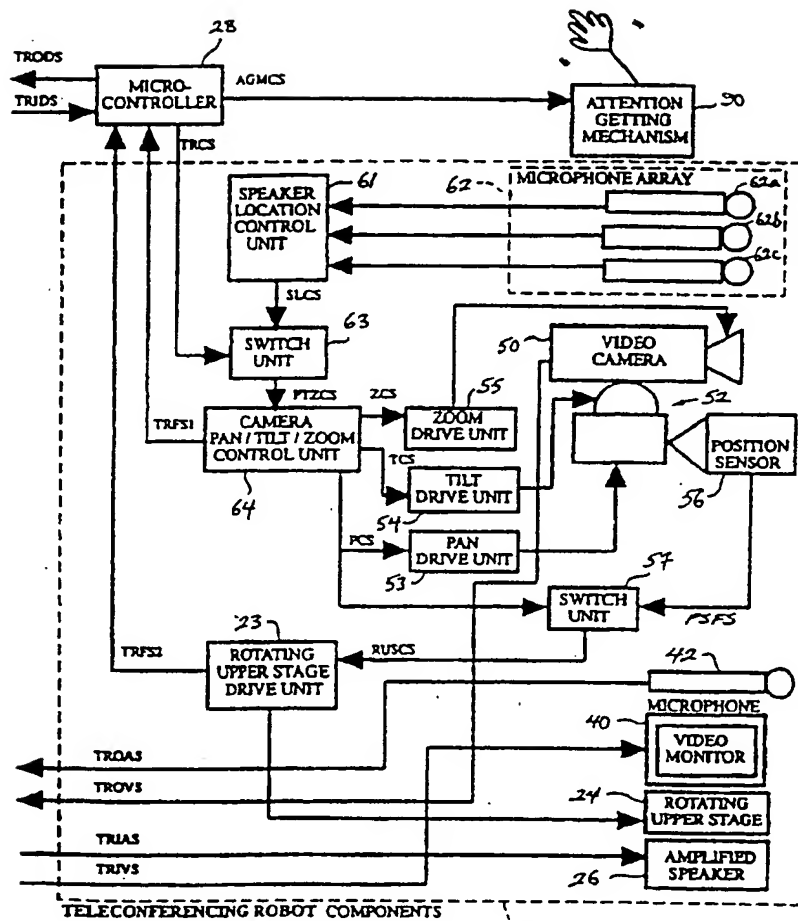 28
TRODS
MICRO-
CONTROLLER
AGMCS
TRIDS
ATTENTION
GETTING
MECHANISM
90
TRCS
61
SPEAKER
LOCATION
CONTROL
UNIT
62
MICROPHONE ARRAY
62a
62b
62c
SLCS
63
SWITCH
UNIT
50
VIDEO
CAMERA
PTZCS
ZCS
55
52
TRFS1
CAMERA
PAN / TILT / ZOOM
CONTROL UNIT
ZOOM
DRIVE UNIT
POSITION
SENSOR
TCS
64
TILT
DRIVE UNIT
56
54
PCS
PAN
DRIVE UNIT
53
57
SWITCH
UNIT
PSFS
23
TRFS2
ROTATING
UPPER STAGE
DRIVE UNIT
RUSCS
42
MICROPHONE
40
VIDEO
MONITOR
TROAS
TROVS
24
ROTATING
UPPER STAGE
TRIAS
AMPLIFIED
SPEAKER
TRIVS
26
TELECONFERENCING ROBOT COMPONENTS